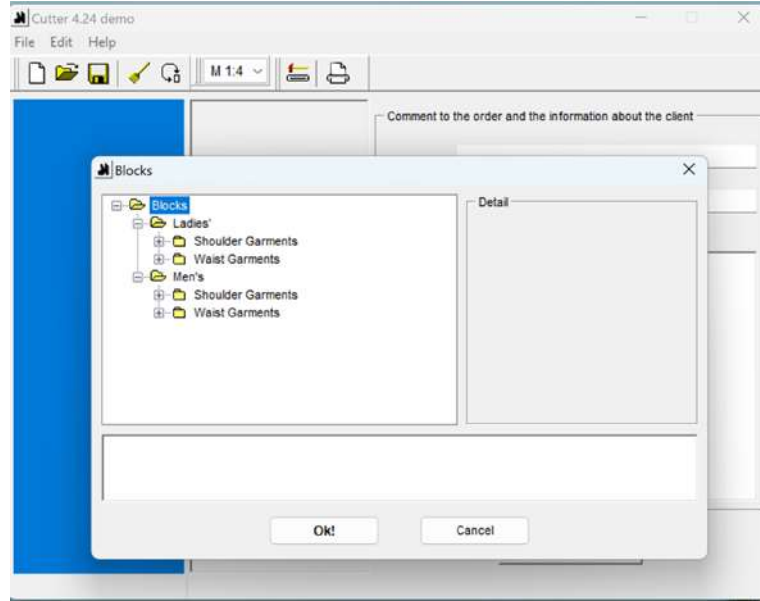 Cutter 4.24 demo
File Edit Help
M 1:4
Comment to the order and the information about the client
Blocks
Blocks
Detail
Ladies'
Shoulder Garments
Waist Garments
Men's
Shoulder Garments
Waist Garments
Ok!
Cancel